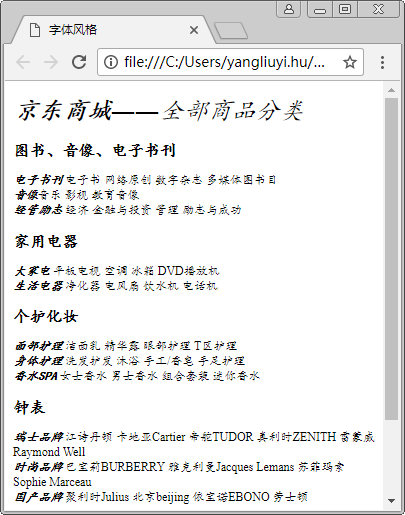 字体风格
file:///C:/Users/yangliuyi.hu/...
京东商城——全部商品分类
图书、音像、电子书刊
电子书刊 电子书 网络原创 数字杂志 多媒体图书目
音像 音乐 影视 教育音像
经管励志 经济 金融与投资 管理 励志与成功
家用电器
大家电 平板电机 空调 冰箱 DVD播放机
生活电器 净化器 电风扇 饮水机 电话机
个护化妆
面部护理 洁面乳 精华露 眼部护理 T区护理
身体护理 洗发护发 沐浴 手工/香皂 手足护理
香水SPA 女士香水 男士香水 组合套装 迷你香水
钟表
瑞士品牌 江诗丹顿 卡地亚Cartier 帝舵TUDOR 真利时ZENITH 雷蒙威
Raymond Well
时尚品牌 巴宝莉BURBERRY 雅克利曼Jacques Lemans 苏菲玛索
Sophie Marceau
国产品牌 聚利时Julius 北京beijing 依宝诺EBONO 劳士顿